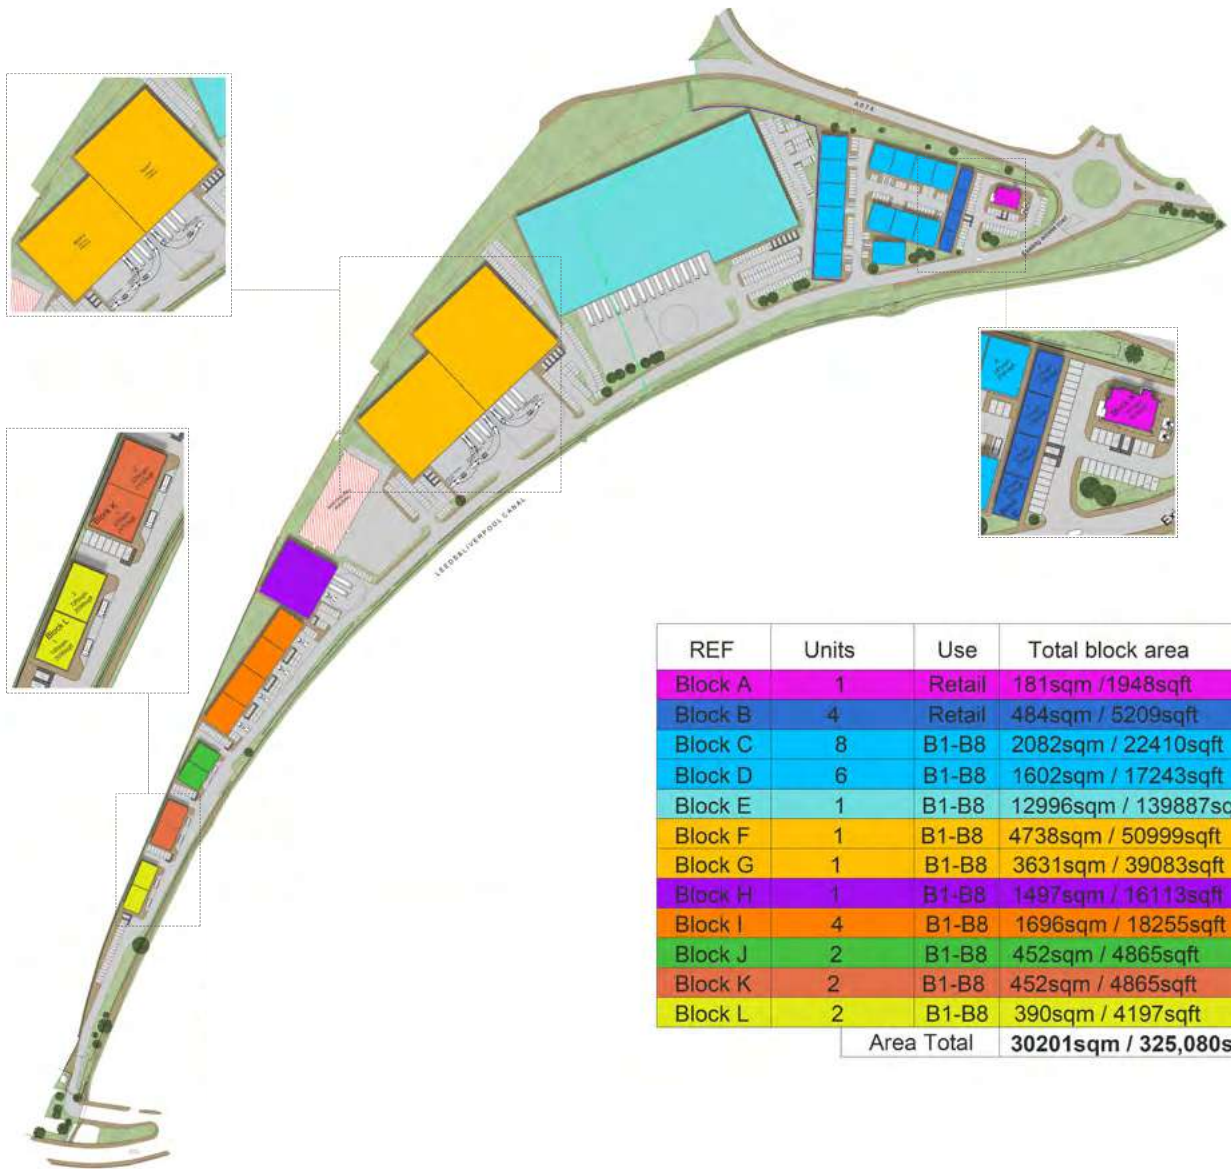 A676
LEEDS&LIVERPOOL CANAL
Block A
Block K
Block L
REF Units Use Total block area
Block A 1 Retail 181sqm /1948sqft
Block B 4 Retail 484sqm / 5209sqft
Block C 8 B1-B8 2082sqm / 22410sqft
Block D 6 B1-B8 1602sqm / 17243sqft
Block E 1 B1-B8 12996sqm / 139887sq
Block F 1 B1-B8 4738sqm / 50999sqft
Block G 1 B1-B8 3631sqm / 39083sqft
Block H 1 B1-B8 1497sqm / 16113sqft
Block I 4 B1-B8 1696sqm / 18255sqft
Block J 2 B1-B8 452sqm / 4865sqft
Block K 2 B1-B8 452sqm / 4865sqft
Block L 2 B1-B8 390sqm / 4197sqft
Area Total 30201sqm / 325,080s